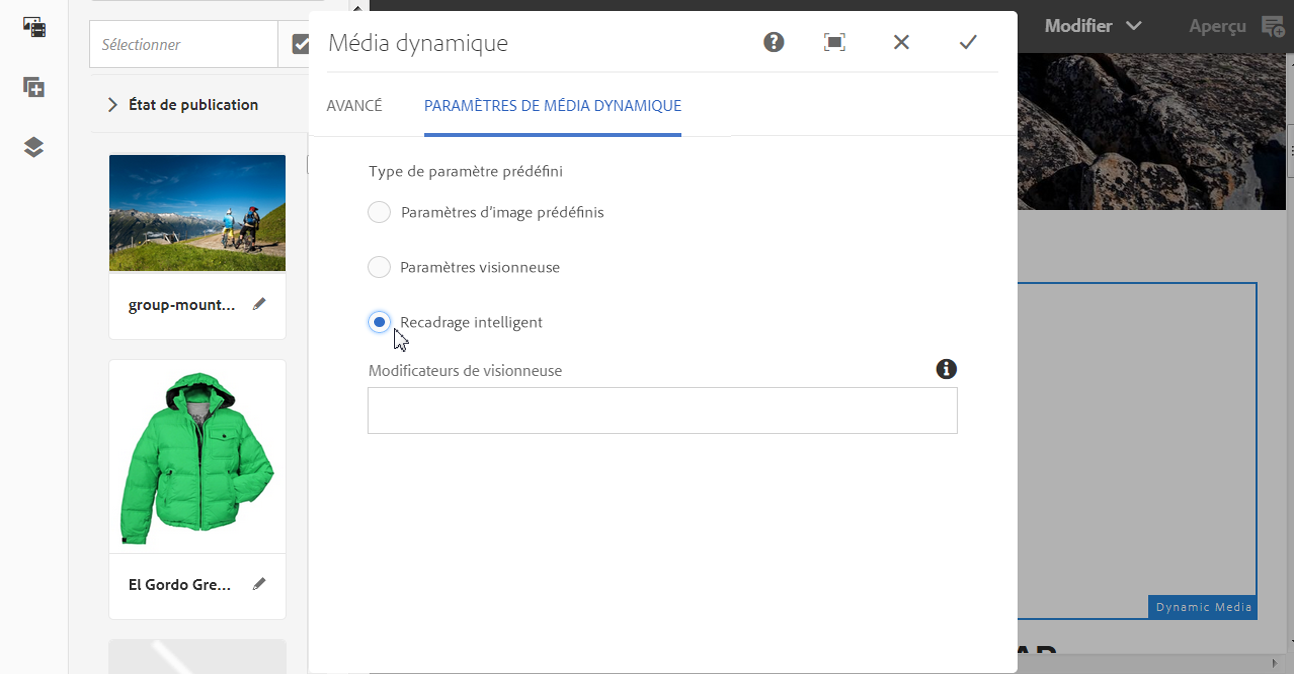 Sélectionner
État de publication
group-mount...
El Gordo Gre...
Média dynamique
AVANCÉ
PARAMÈTRES DE MÉDIA DYNAMIQUE
Type de paramètre prédéfini
Paramètres d’image prédéfinis
Paramètres visionneuse
Recadrage intelligent
Modificateurs de visionneuse
Modifier
Aperçu
Dynamic Media